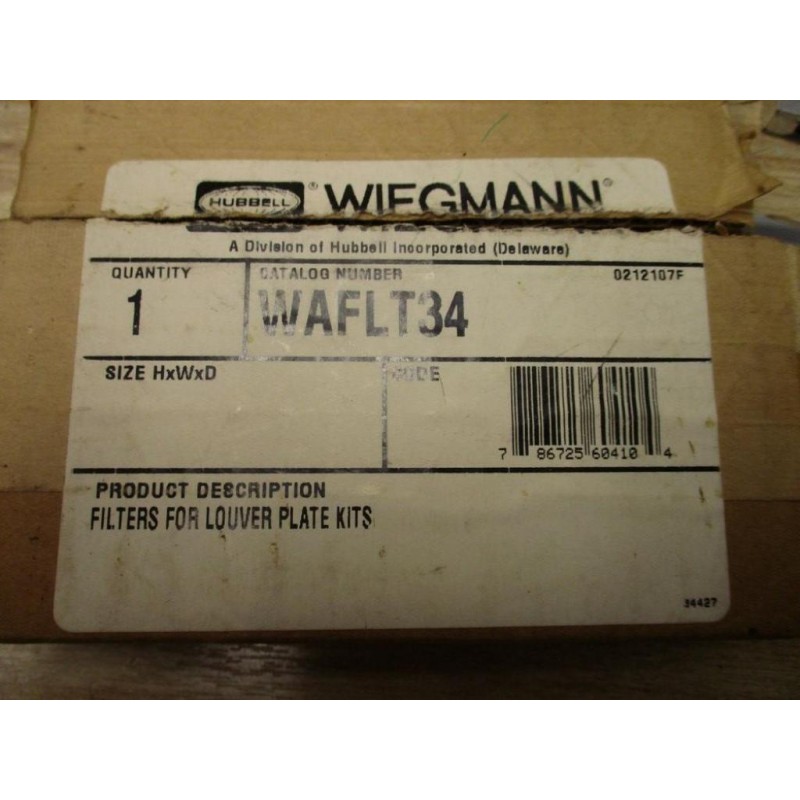 HUBBELL® WIEGMANN®
A Division of Hubbell Incorporated (Delaware)
QUANTITY CATALOG NUMBER 0212107F
1 WAFLT34
SIZE HxWxD CODE
7 86725 60410 4
PRODUCT DESCRIPTION
FILTERS FOR LOUVER PLATE KITS
34427